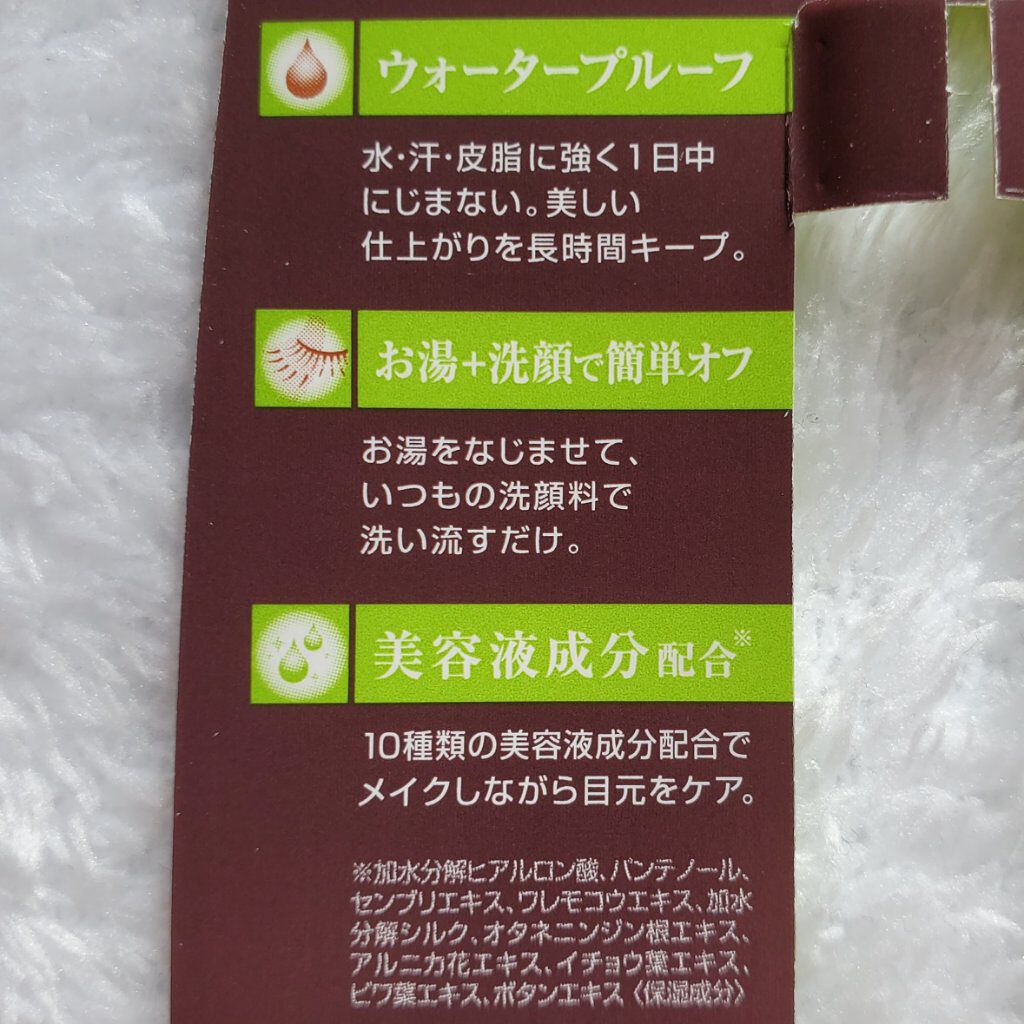 ウォータープルーフ
水・汗・皮脂に強く1日中
にじまない。美しい
仕上がりを長時間キープ。
お湯+洗顔で簡単オフ
お湯をなじませて、
いつもの洗顔料で
洗い流すだけ。
美容液成分配合※
10種類の美容液成分配合で
メイクしながら目元をケア。
※加水分解ヒアルロン酸、パンテノール、
センブリエキス、ワレモコウエキス、加水
分解シルク、オタネニンジン根エキス、
アルニカ花エキス、イチョウ葉エキス、
ビワ葉エキス、ボタンエキス〈保湿成分〉